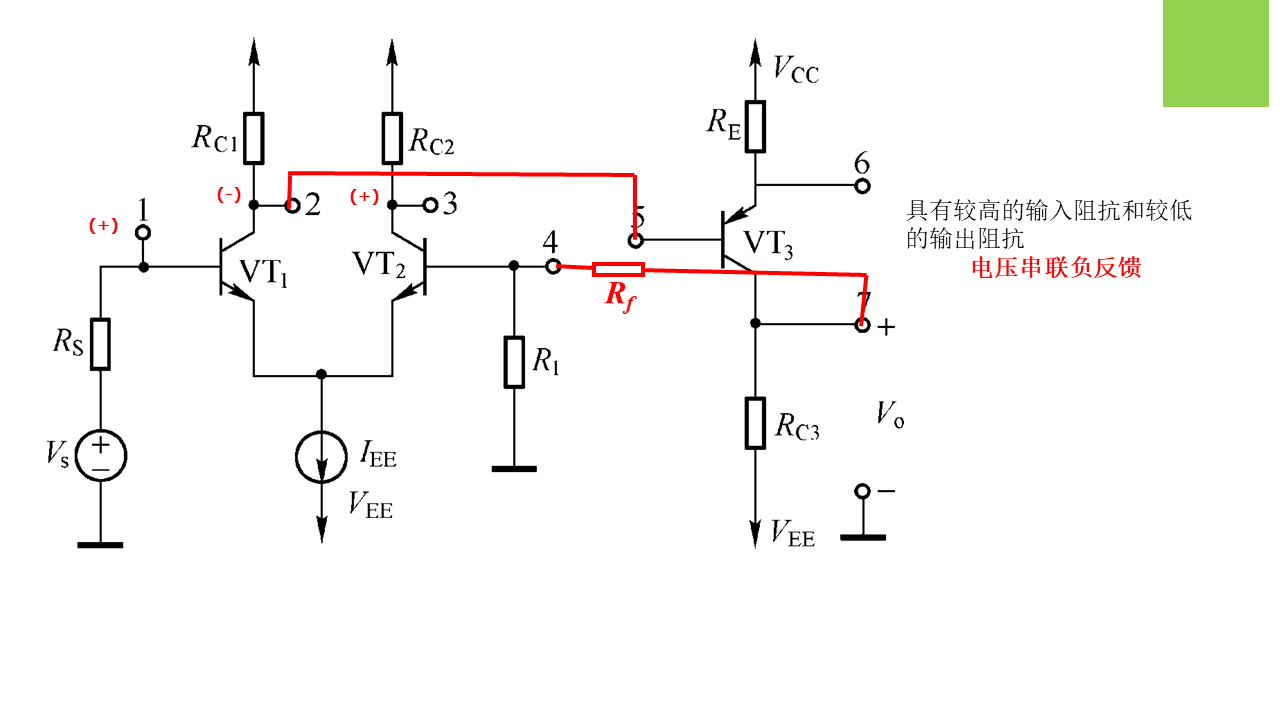 V_CC
R_C1
R_C2
R_E
(-)
2
(+)
3
(+)
1
6
5
具有较高的输入阻抗和较低
的输出阻抗
电压串联负反馈
VT_1
VT_2
4
VT_3
R_f
7
+
R_S
R_1
V_s
+
−
I_EE
V_EE
R_C3
V_o
−
V_EE